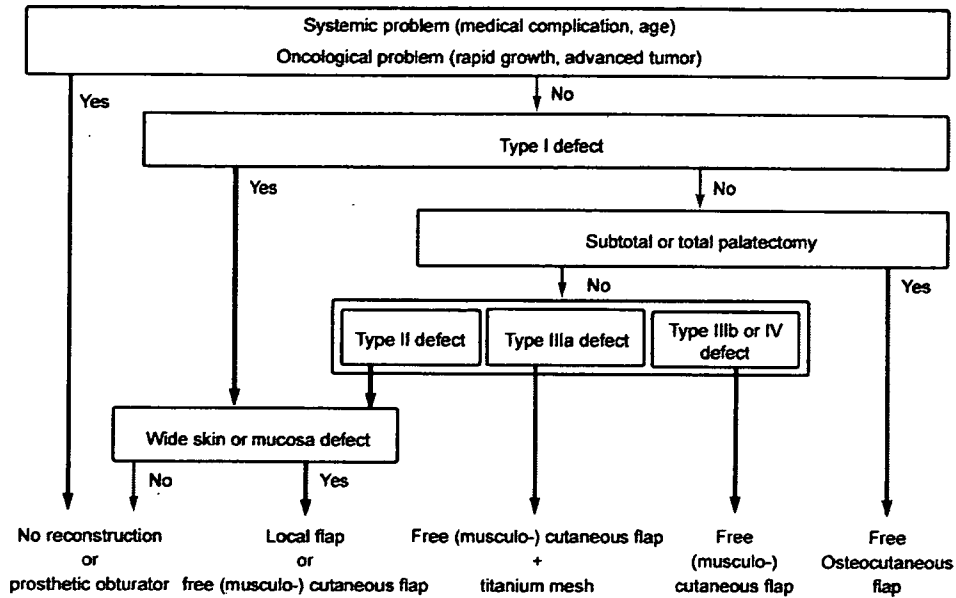 Systemic problem (medical complication, age)
Oncological problem (rapid growth, advanced tumor)
Yes
No
Type I defect
Yes
No
Subtotal or total palatectomy
No
Yes
Type II defect
Type IIIa defect
Type IIIb or IV
defect
Wide skin or mucosa defect
No
Yes
No reconstruction
or
prosthetic obturator
Local flap
or
free (musculo-) cutaneous flap
Free (musculo-) cutaneous flap
+
titanium mesh
Free
(musculo-)
cutaneous flap
Free
Osteocutaneous
flap